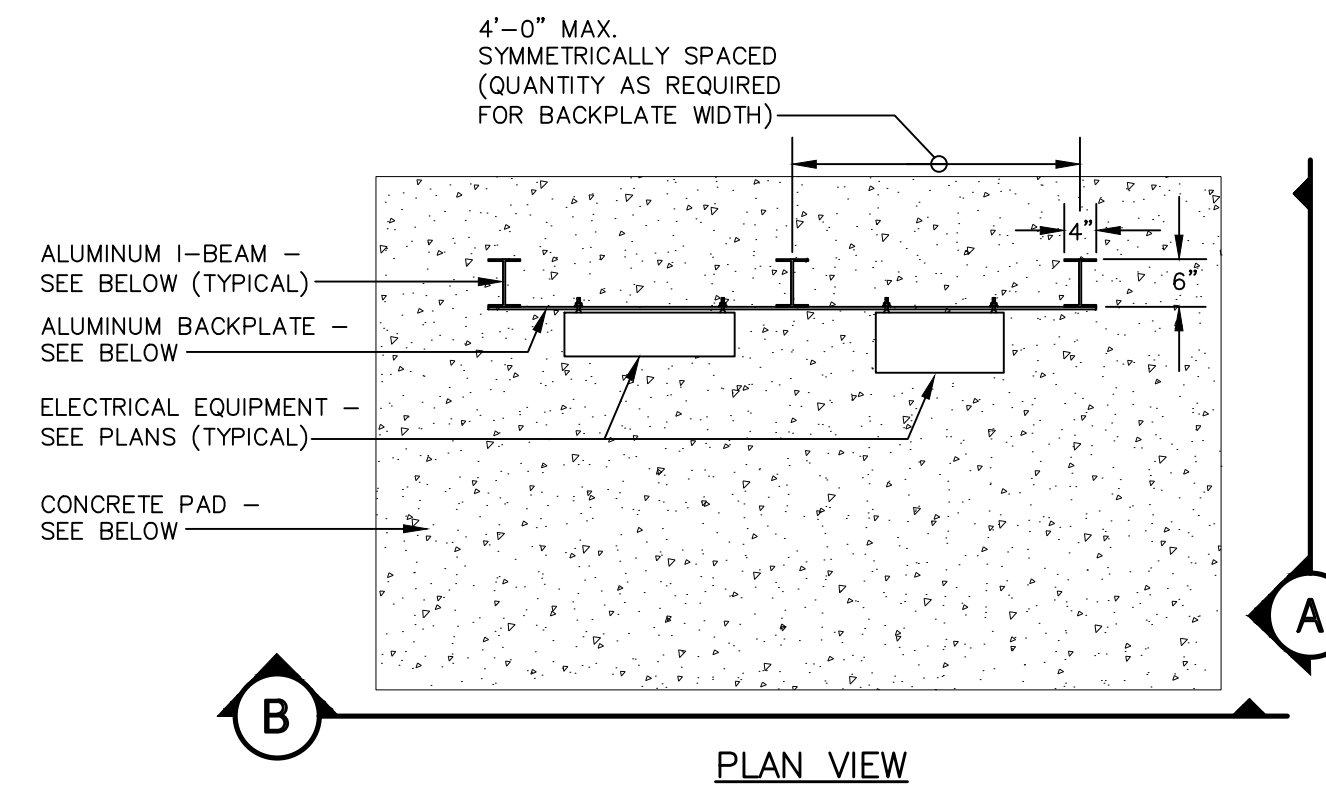 4'-0" MAX.
SYMMETRICALLY SPACED
(QUANTITY AS REQUIRED
FOR BACKPLATE WIDTH)
4"
6"
ALUMINUM I-BEAM -
SEE BELOW (TYPICAL)
ALUMINUM BACKPLATE -
SEE BELOW
ELECTRICAL EQUIPMENT -
SEE PLANS (TYPICAL)
CONCRETE PAD -
SEE BELOW
A
B
PLAN VIEW